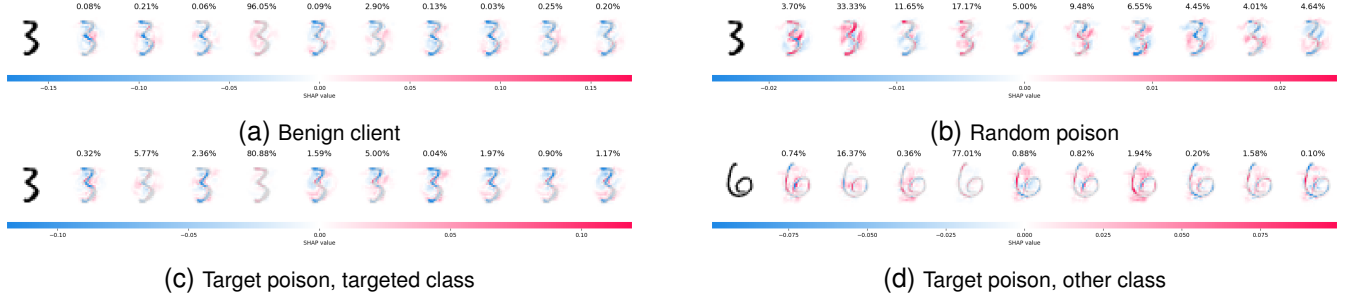 0.08% 0.21% 0.06% 96.05% 0.09% 2.90% 0.13% 0.03% 0.25% 0.20%
3
−0.15 −0.10 −0.05 0.00 0.05 0.10 0.15
SHAP value
(a) Benign client
3.70% 33.33% 11.65% 17.17% 5.00% 9.48% 6.55% 4.45% 4.01% 4.64%
3
−0.02 −0.01 0.00 0.01 0.02
SHAP value
(b) Random poison
0.32% 5.77% 2.36% 80.88% 1.59% 5.00% 0.04% 1.97% 0.90% 1.17%
3
−0.10 −0.05 0.00 0.05 0.10
SHAP value
(c) Target poison, targeted class
0.74% 16.37% 0.36% 77.01% 0.88% 0.82% 1.94% 0.20% 1.58% 0.10%
6
−0.075 −0.050 −0.025 0.000 0.025 0.050 0.075
SHAP value
(d) Target poison, other class